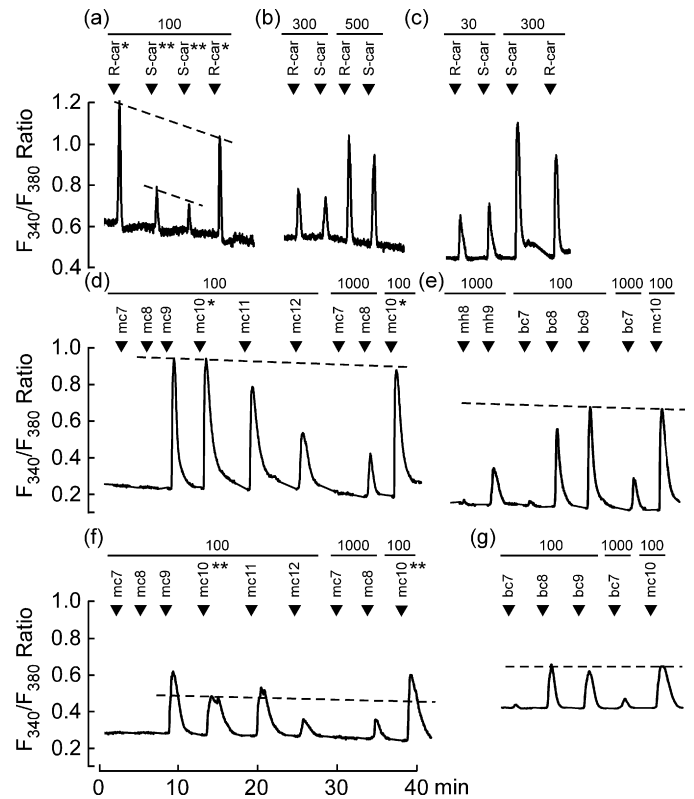 (a)
100
R-car*
S-car**
S-car**
R-car*
(b)
300
500
R-car
S-car
R-car
S-car
(c)
30
300
R-car
S-car
S-car
R-car
F340/F380 Ratio
1.2
1.0
0.8
0.6
0.4
(d)
100
1000
100
mc7
mc8
mc9
mc10*
mc11
mc12
mc7
mc8
mc10*
(e)
1000
100
1000
100
mh8
mh9
bc7
bc8
bc9
bc7
mc10
F340/F380 Ratio
1.0
0.8
0.6
0.4
0.2
(f)
100
1000
100
mc7
mc8
mc9
mc10**
mc11
mc12
mc7
mc8
mc10**
(g)
100
1000
100
bc7
bc8
bc9
bc7
mc10
F340/F380 Ratio
1.0
0.8
0.6
0.4
0.2
0 10 20 30 40 min